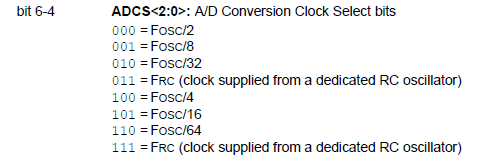 bit 6-4 ADCS<2:0>: A/D Conversion Clock Select bits
000 = FOSC/2
001 = FOSC/8
010 = FOSC/32
011 = FRC (clock supplied from a dedicated RC oscillator)
100 = FOSC/4
101 = FOSC/16
110 = FOSC/64
111 = FRC (clock supplied from a dedicated RC oscillator)